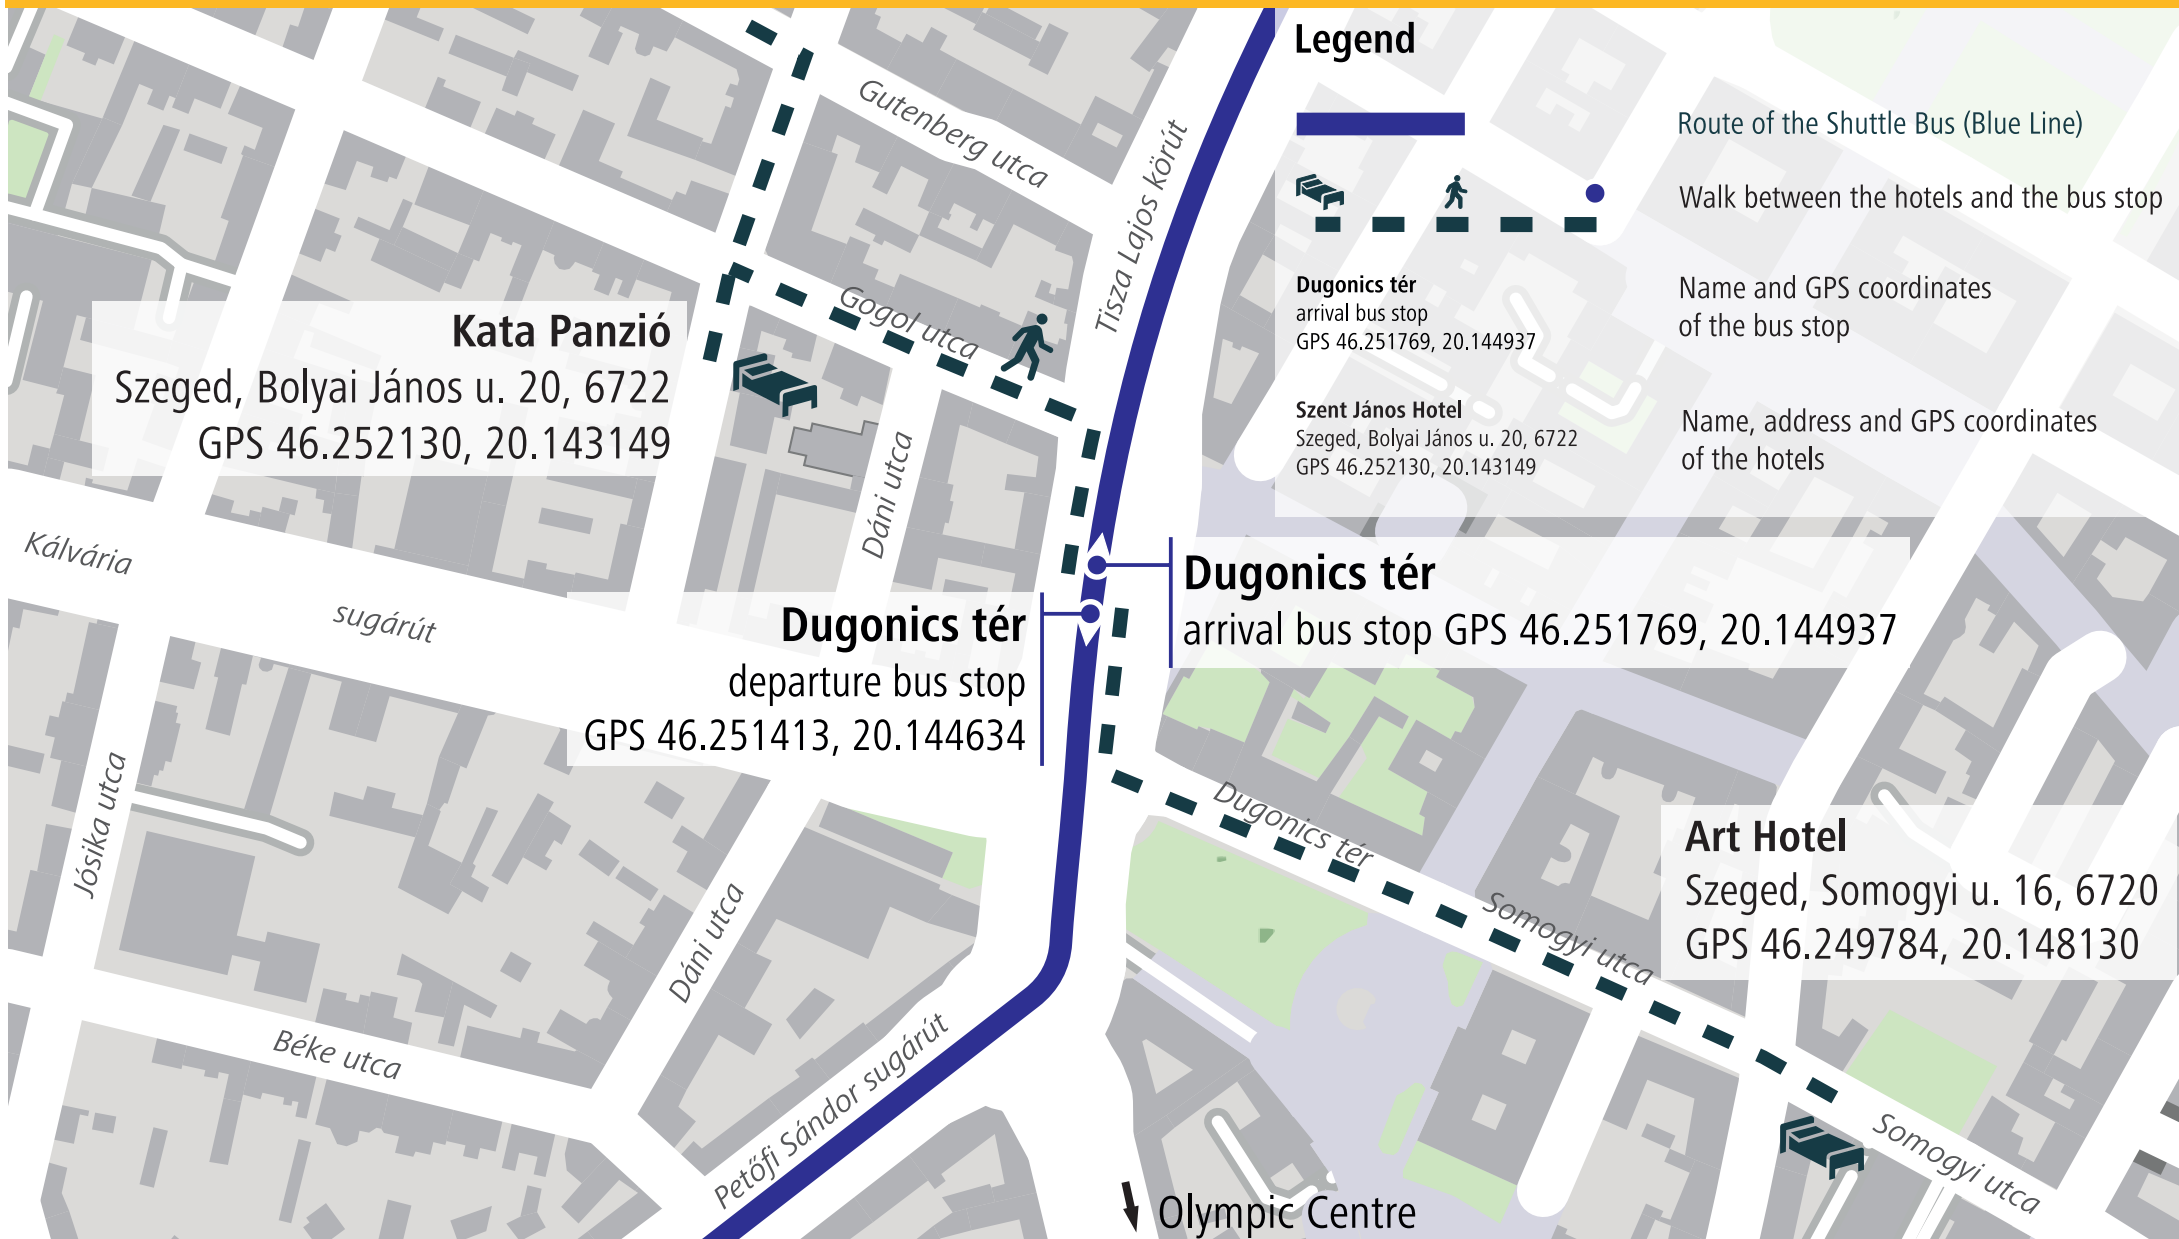 Legend
Route of the Shuttle Bus (Blue Line)
Walk between the hotels and the bus stop
Dugonics tér
arrival bus stop
GPS 46.251769, 20.144937
Name and GPS coordinates
of the bus stop
Szent János Hotel
Szeged, Bolyai János u. 20, 6722
GPS 46.252130, 20.143149
Name, address and GPS coordinates
of the hotels
Gutenberg utca
Tisza Lajos körút
Gogol utca
Kata Panzió
Szeged, Bolyai János u. 20, 6722
GPS 46.252130, 20.143149
Dáni utca
Kálvária
sugárút
Dugonics tér
arrival bus stop GPS 46.251769, 20.144937
Dugonics tér
departure bus stop
GPS 46.251413, 20.144634
Jósika utca
Dugonics tér
Art Hotel
Szeged, Somogyi u. 16, 6720
GPS 46.249784, 20.148130
Somogyi utca
Dáni utca
Béke utca
Petőfi Sándor sugárút
Somogyi utca
Olympic Centre